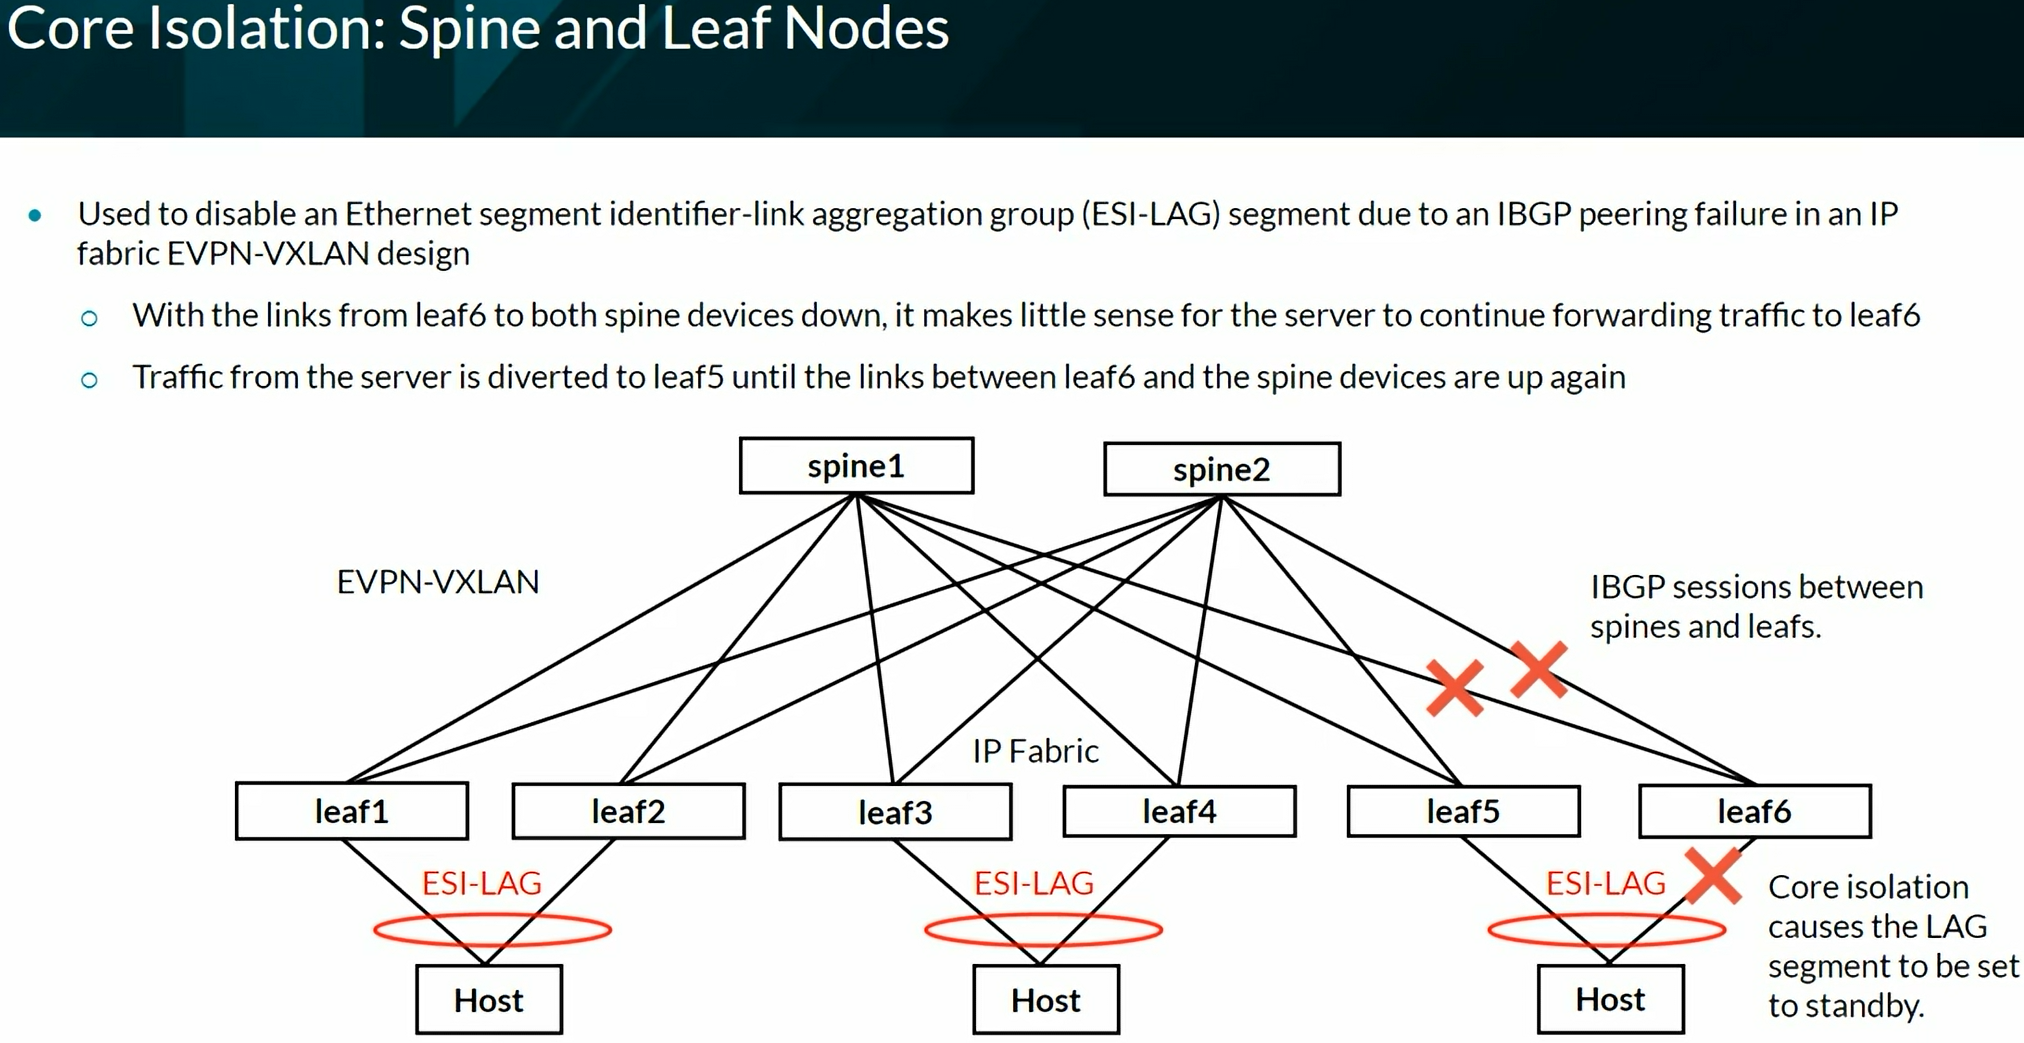 Core Isolation: Spine and Leaf Nodes
Used to disable an Ethernet segment identifier-link aggregation group (ESI-LAG) segment due to an IBGP peering failure in an IP
fabric EVPN-VXLAN design
With the links from leaf6 to both spine devices down, it makes little sense for the server to continue forwarding traffic to leaf6
Traffic from the server is diverted to leaf5 until the links between leaf6 and the spine devices are up again
spine1
spine2
EVPN-VXLAN
IBGP sessions between
spines and leafs.
IP Fabric
leaf1
leaf2
leaf3
leaf4
leaf5
leaf6
ESI-LAG
ESI-LAG
ESI-LAG
Core isolation
causes the LAG
segment to be set
to standby.
Host
Host
Host